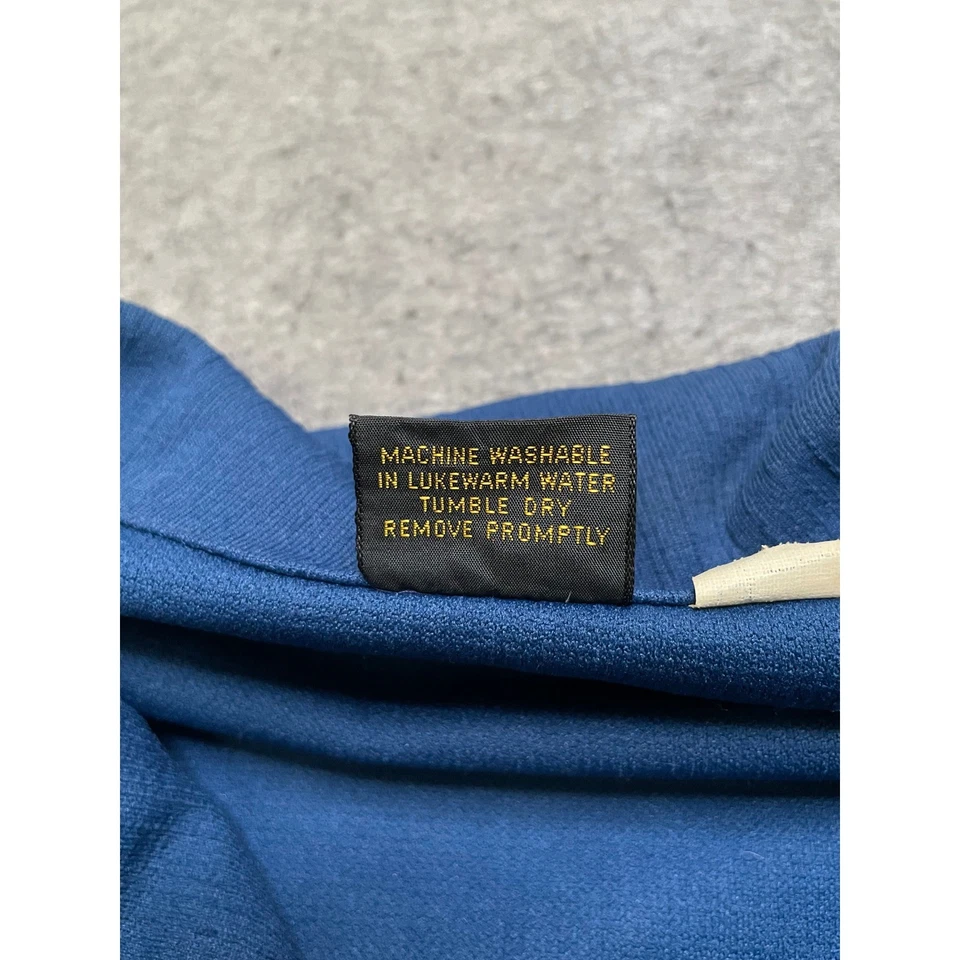 MACHINE WASHABLE
IN LUKEWARM WATER
TUMBLE DRY
REMOVE PROMPTLY